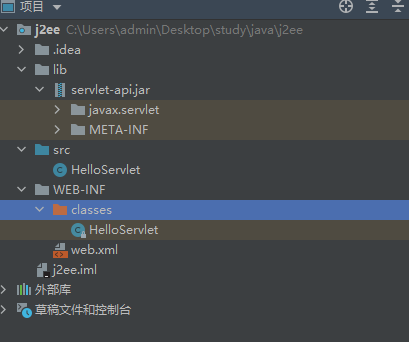 项目
j2ee C:\Users\admin\Desktop\study\java\j2ee
.idea
lib
servlet-api.jar
javax.servlet
META-INF
src
HelloServlet
WEB-INF
classes
HelloServlet
web.xml
j2ee.iml
外部库
草稿文件和控制台